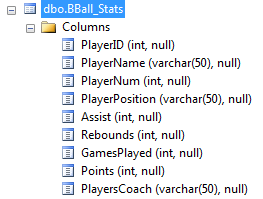 dbo.BBall_Stats
Columns
PlayerID (int, null)
PlayerName (varchar(50), null)
PlayerNum (int, null)
PlayerPosition (varchar(50), null)
Assist (int, null)
Rebounds (int, null)
GamesPlayed (int, null)
Points (int, null)
PlayersCoach (varchar(50), null)